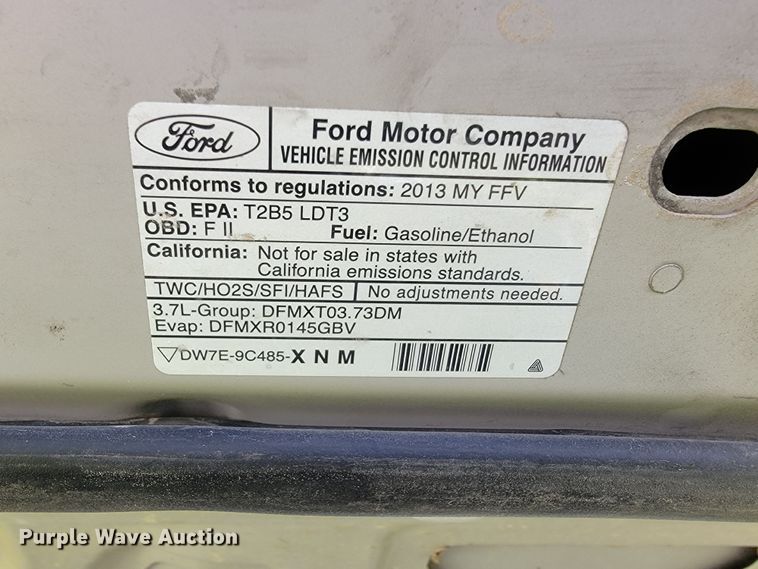 Ford
Ford Motor Company
VEHICLE EMISSION CONTROL INFORMATION
Conforms to regulations: 2013 MY FFV
U.S. EPA: T2B5 LDT3
OBD: F II Fuel: Gasoline/Ethanol
California: Not for sale in states with
California emissions standards.
TWC/HO2S/SFI/HAFS No adjustments needed.
3.7L-Group: DFMXT03.73DM
Evap: DFMXR0145GBV
DW7E-9C485-X N M
Purple Wave Auction